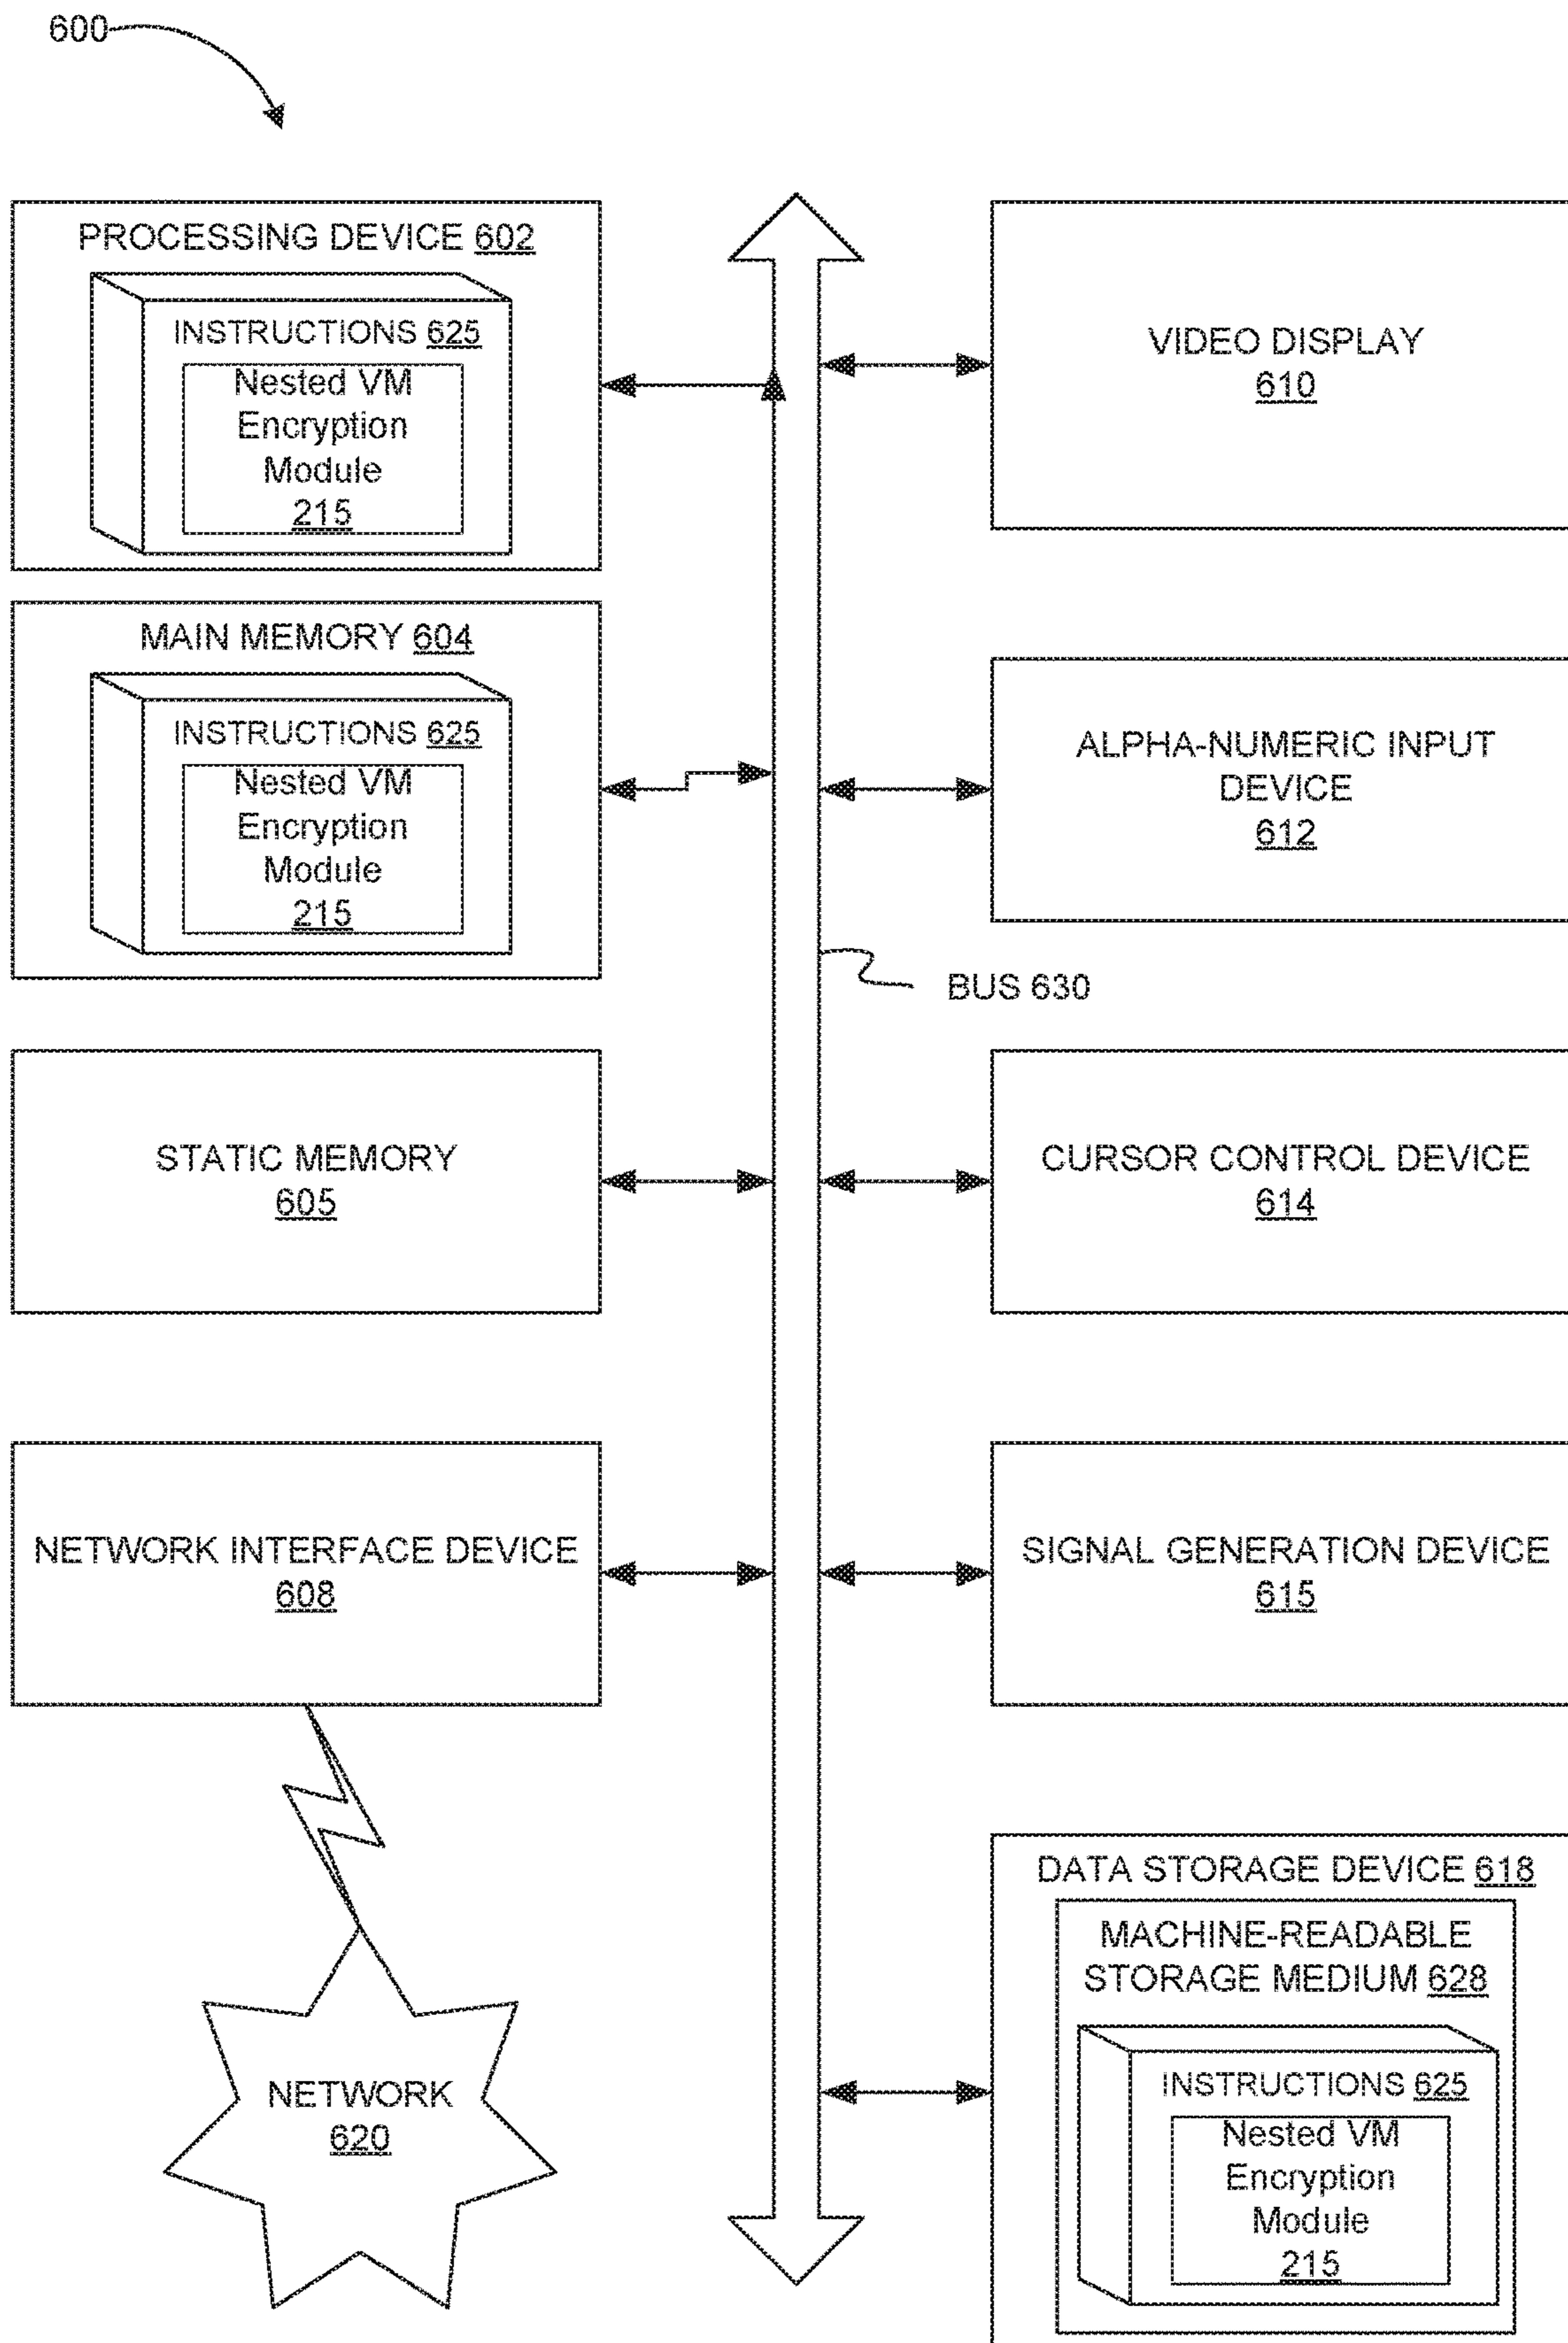 600
PROCESSING DEVICE 602
INSTRUCTIONS 625
Nested VM
Encryption
Module
215
MAIN MEMORY 604
INSTRUCTIONS 625
Nested VM
Encryption
Module
215
STATIC MEMORY
605
NETWORK INTERFACE DEVICE
608
NETWORK
620
VIDEO DISPLAY
610
ALPHA-NUMERIC INPUT
DEVICE
612
BUS 630
CURSOR CONTROL DEVICE
614
SIGNAL GENERATION DEVICE
615
DATA STORAGE DEVICE 618
MACHINE-READABLE
STORAGE MEDIUM 628
INSTRUCTIONS 625
Nested VM
Encryption
Module
215